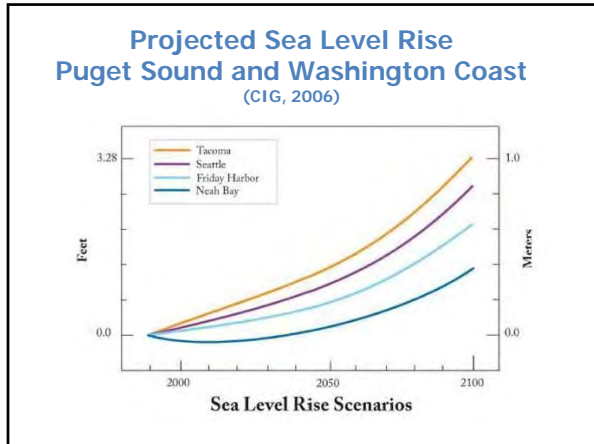 Projected Sea Level Rise
Puget Sound and Washington Coast
(CIG, 2006)
Tacoma
Seattle
Friday Harbor
Neah Bay
3.28
0.0
Feet
1.0
0.0
Meters
2000 2050 2100
Sea Level Rise Scenarios